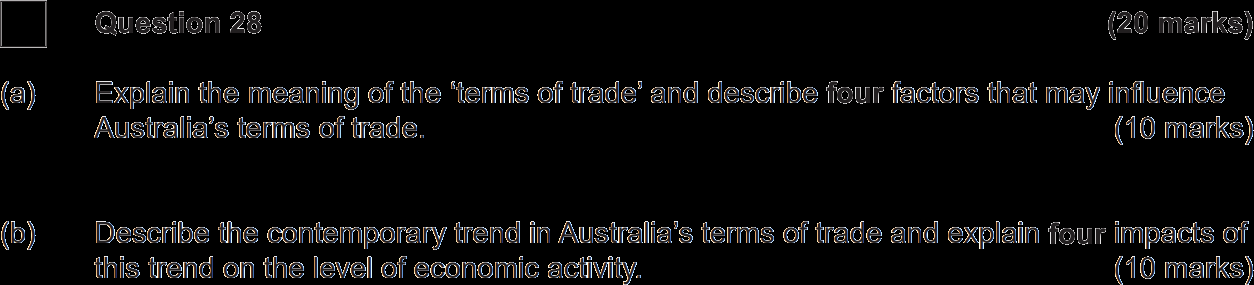 Question 28 (20 marks)
(a) Explain the meaning of the ‘terms of trade’ and describe four factors that may influence
Australia’s terms of trade. (10 marks)
(b) Describe the contemporary trend in Australia’s terms of trade and explain four impacts of
this trend on the level of economic activity. (10 marks)